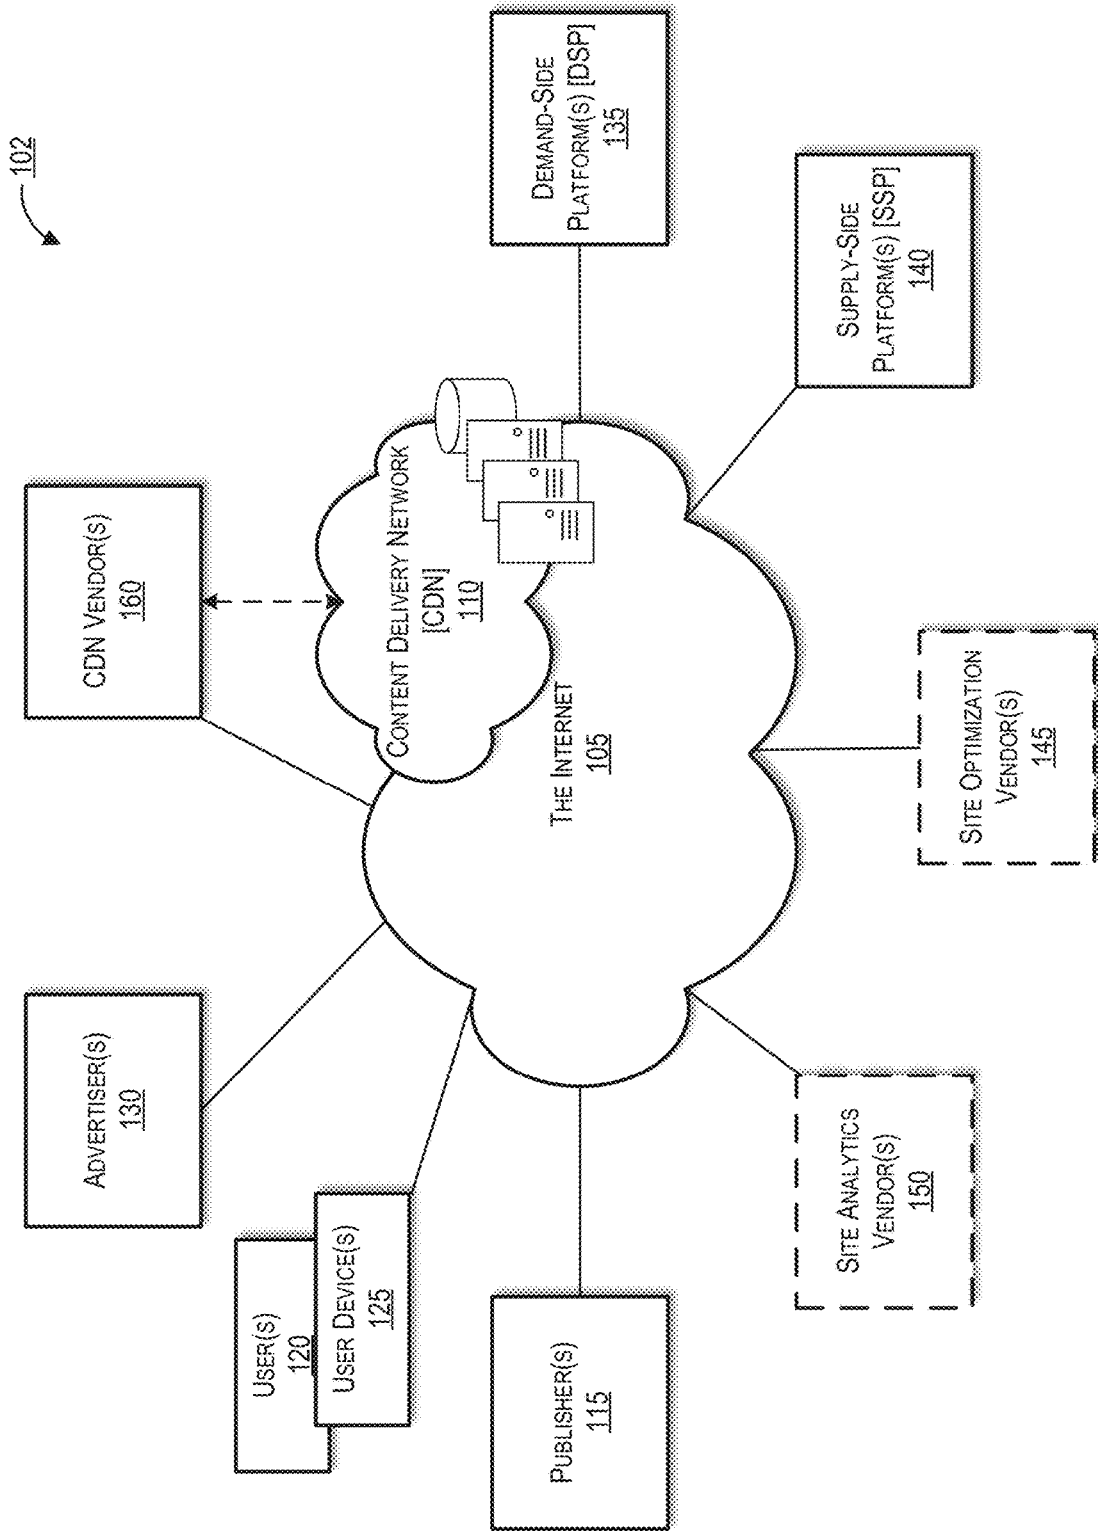 102
CDN Vendor(s)
160
Advertiser(s)
130
User(s)
120
User Device(s)
125
Content Delivery Network
[CDN]
110
Demand-Side
Platform(s) [DSP]
135
The Internet
105
Publisher(s)
115
Supply-Side
Platform(s) [SSP]
140
Site Analytics
Vendor(s)
150
Site Optimization
Vendor(s)
145